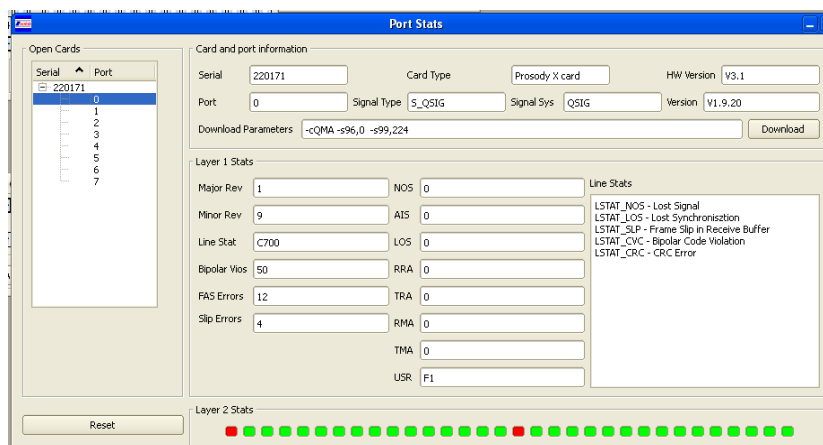 Port Stats
Open Cards
Serial Port
220171
0
1
2
3
4
5
6
7
Reset
Card and port information
Serial 220171 Card Type Prosody X card HW Version V3.1
Port 0 Signal Type S_QSIG Signal Sys QSIG Version V1.9.20
Download Parameters -cQMA -s96,0 -s99,224 Download
Layer 1 Stats
Major Rev 1 NOS 0
Minor Rev 9 AIS 0
Line Stat C700 LOS 0
Bipolar Vios 50 RRA 0
FAS Errors 12 TRA 0
Slip Errors 4 RMA 0
TMA 0
USR F1
Line Stats
LSTAT_NOS - Lost Signal
LSTAT_LOS - Lost Synchronisztion
LSTAT_SLP - Frame Slip in Receive Buffer
LSTAT_CVC - Bipolar Code Violation
LSTAT_CRC - CRC Error
Layer 2 Stats